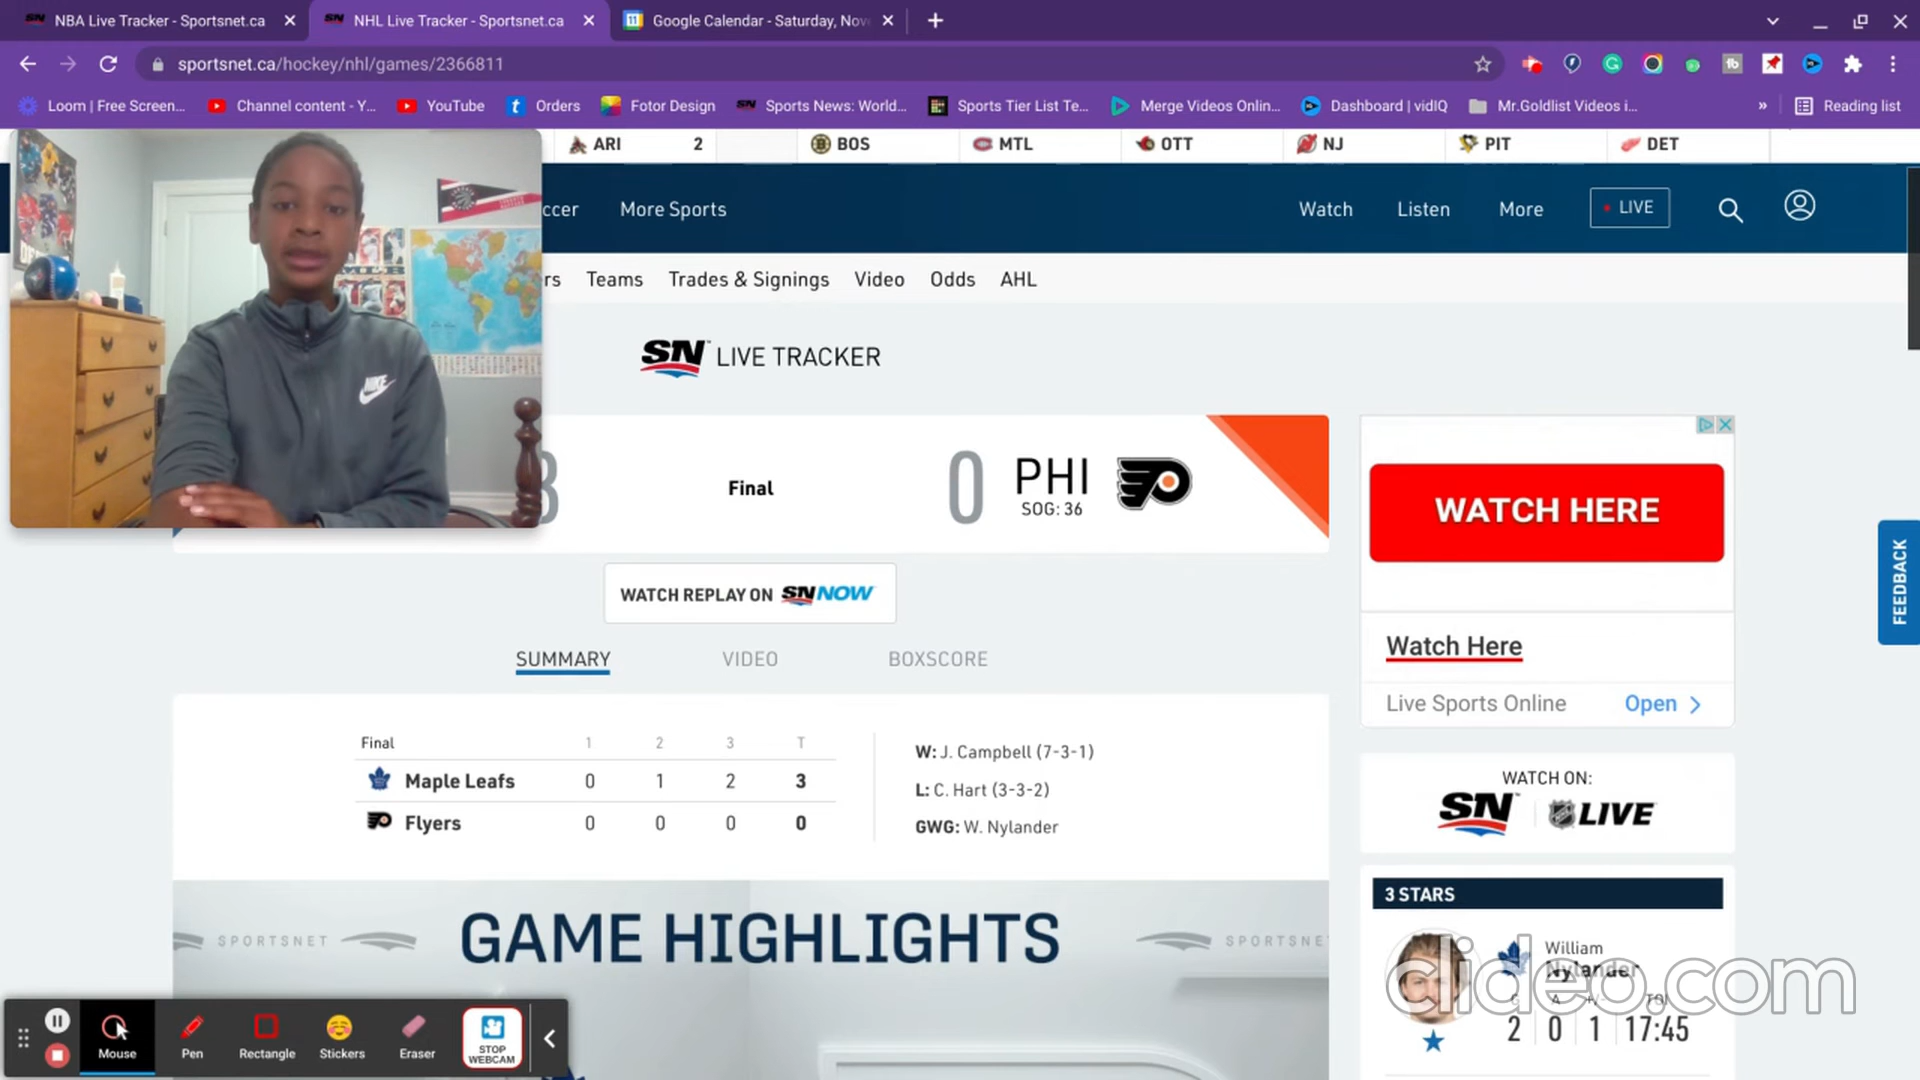 NBA Live Tracker - Sportsnet.ca
NHL Live Tracker - Sportsnet.ca
Google Calendar - Saturday, Nov
sportsnet.ca/hockey/nhl/games/2366811
Loom | Free Screen...
Channel content - Y...
YouTube
Orders
Fotor Design
Sports News: World...
Sports Tier List Te...
Merge Videos Onlin...
Dashboard | vidIQ
Mr.Goldlist Videos i...
»
Reading list
ARI 2
BOS
MTL
OTT
NJ
PIT
DET
ccer
More Sports
Watch
Listen
More
LIVE
rs
Teams
Trades & Signings
Video
Odds
AHL
SN LIVE TRACKER
3
Final
0
PHI
SOG: 36
WATCH REPLAY ON SN NOW
SUMMARY
VIDEO
BOXSCORE
Final 1 2 3 T
Maple Leafs 0 1 2 3
Flyers 0 0 0 0
W: J. Campbell (7-3-1)
L: C. Hart (3-3-2)
GWG: W. Nylander
SPORTSNET
GAME HIGHLIGHTS
SPORTSNE
WATCH HERE
Watch Here
Live Sports Online
Open
FEEDBACK
WATCH ON:
SN
LIVE
3 STARS
William
Nylander
G A +/- TOI
2 0 1 17:45
clideo.com
NIKE
Mouse
Pen
Rectangle
Stickers
Eraser
STOP
WEBCAM